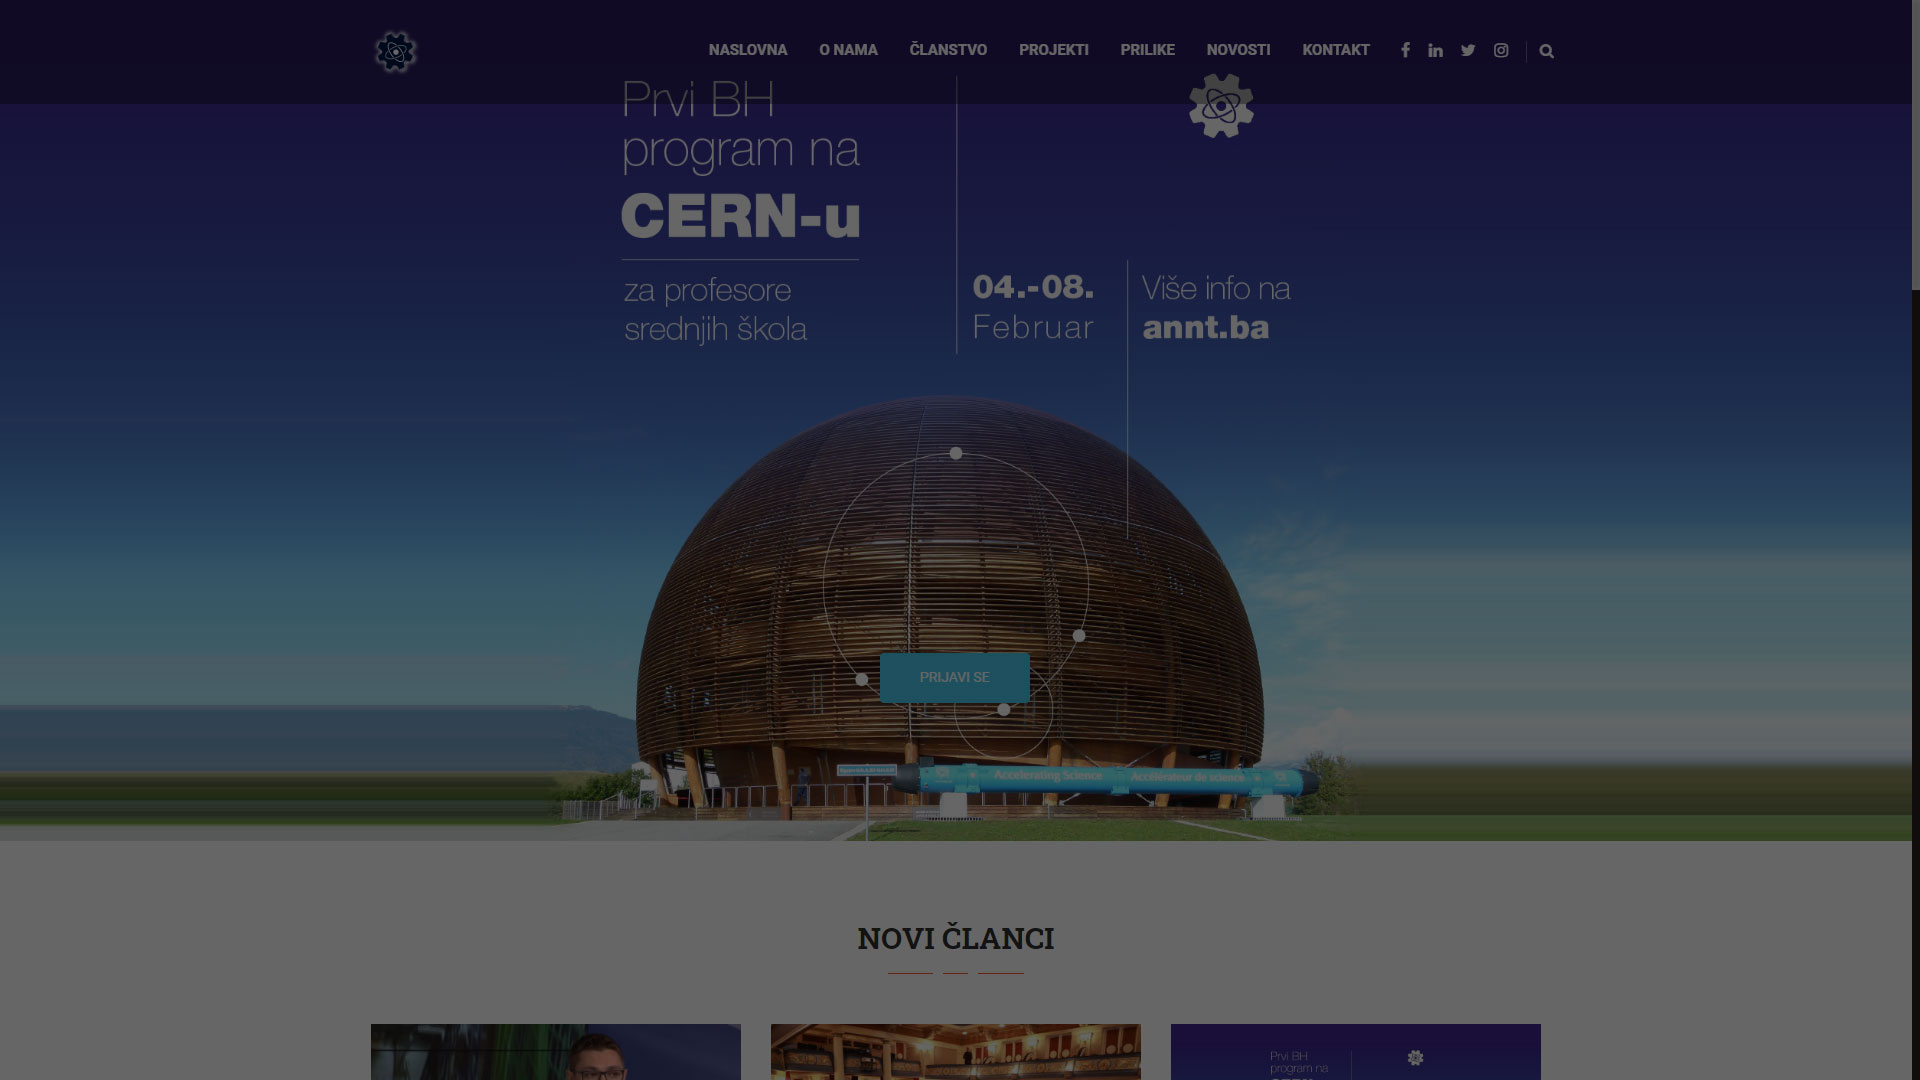 NASLOVNA O NAMA ČLANSTVO PROJEKTI PRILIKE NOVOSTI KONTAKT
Prvi BH
program na
CERN-u
za profesore
srednjih škola
04.-08.
Februar
Više info na
annt.ba
PRIJAVI SE
Accelerating Science Accélérateur de science
NOVI ČLANCI
Prvi BH
program na